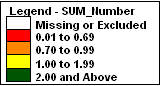 Legend - SUM_Number
Missing or Excluded
0.01 to 0.69
0.70 to 0.99
1.00 to 1.99
2.00 and Above